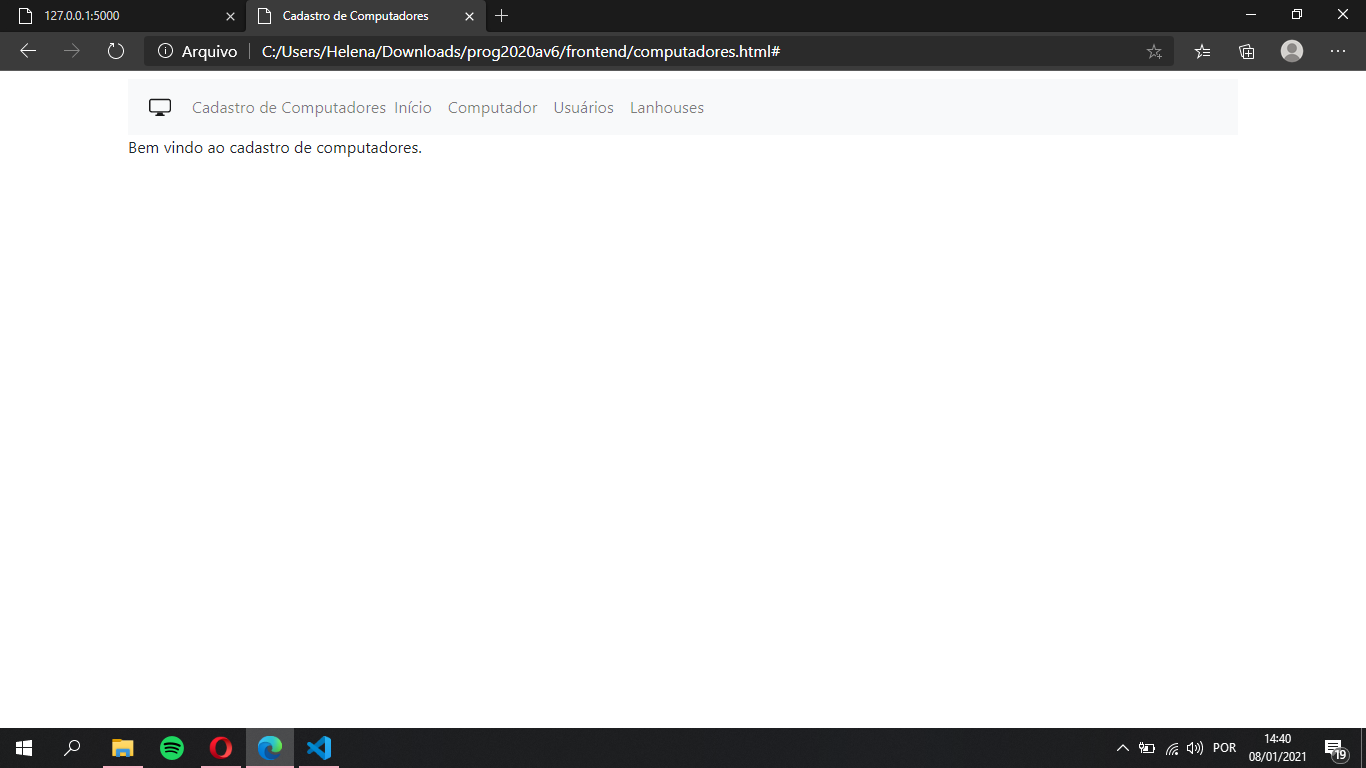 127.0.0.1:5000
Cadastro de Computadores
Arquivo C:/Users/Helena/Downloads/prog2020av6/frontend/computadores.html#
Cadastro de Computadores Início Computador Usuários Lanhouses
Bem vindo ao cadastro de computadores.
POR
14:40
08/01/2021
19